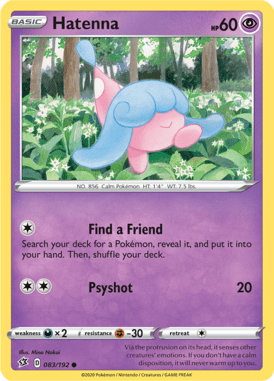 BASIC Hatenna HP60
NO. 856 Calm Pokémon HT. 1'4" WT. 7.5 lbs.
Find a Friend
Search your deck for a Pokémon, reveal it, and put it into
your hand. Then, shuffle your deck.
Psyshot 20
weakness ×2 resistance -30 retreat
Illus. Mina Nakai
D 083/192
©2020 Pokémon / Nintendo / Creatures / GAME FREAK
Via the protrusion on its head, it senses other
creatures' emotions. If you don't have a calm
disposition, it will never warm up to you.